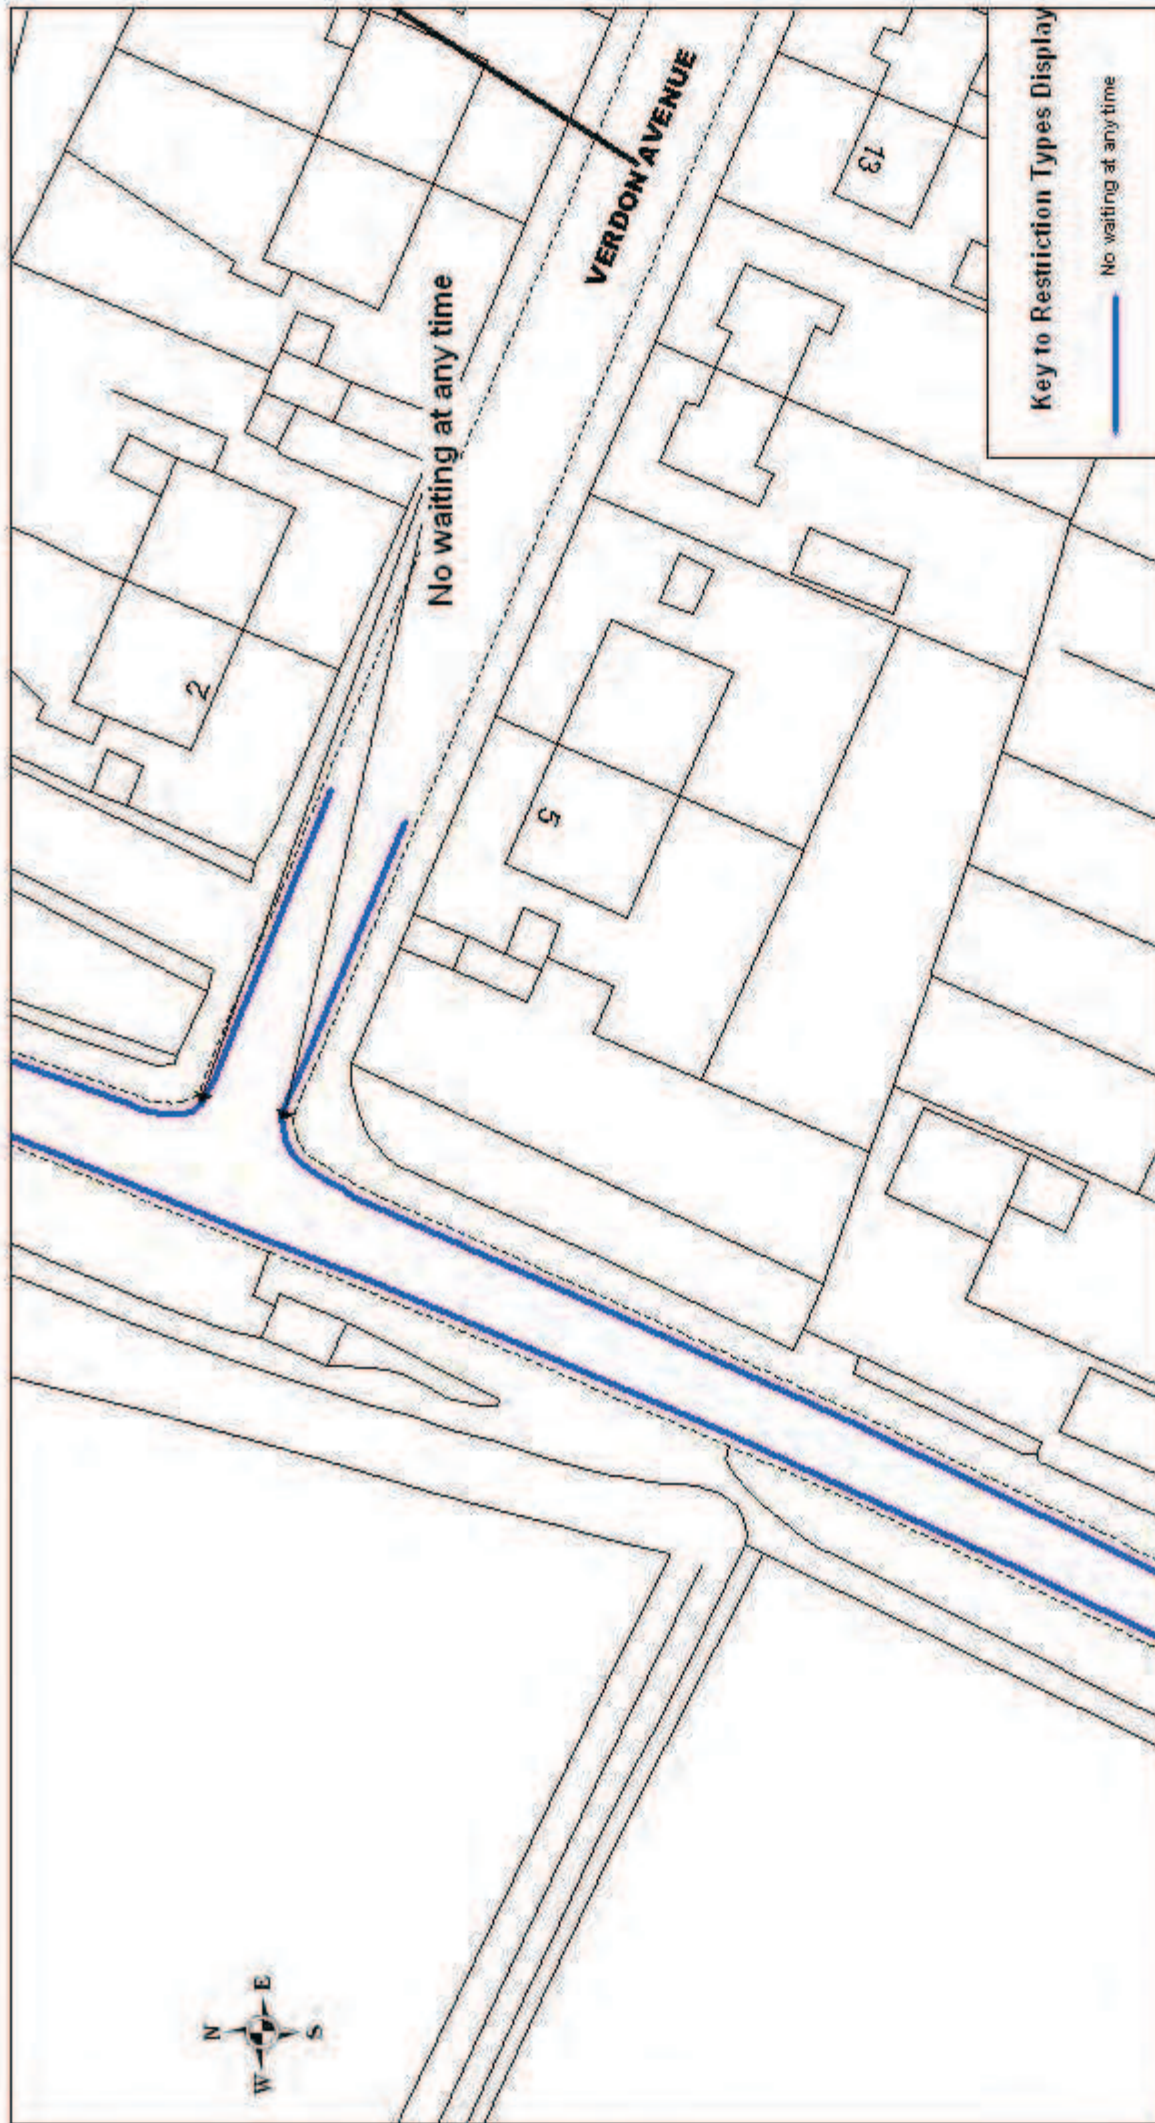 VERDON AVENUE
No waiting at any time
2
5
13
Key to Restriction Types Display
No waiting at any time
N
W E
S